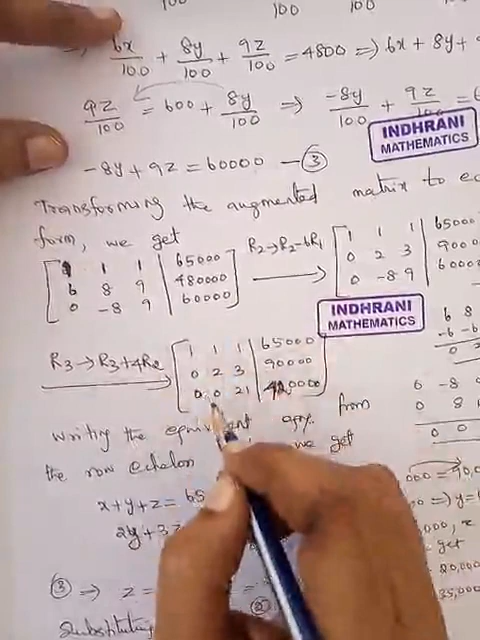 100 100 100
⇒ 6x/100 + 8y/100 + 9z/100 = 4800 ⇒ 6x + 8y +
9z/100 = 600 + 8y/100 ⇒ -8y/100 + 9z/100 =
INDHRANI
MATHEMATICS
-8y + 9z = 60000 — ③
Transforming the augmented matrix to
form, we get
[1 1 1 | 65000
6 8 9 | 480000
0 -8 9 | 60000]
R2→R2-6R1
[1 1 1 | 65000
0 2 3 | 90000
0 -8 9 | 60000
INDHRANI
MATHEMATICS
R3→R3+4R2
[1 1 1 | 65000
0 2 3 | 90000
0 0 21 | 420000]
6 8
-6 -6
0 2
6 -8
0 8
0 0
writing the from
the row echelon we get
x+y+z = 65
2y+3z
③ ⇒ z = =
②
get
20,000
35,000
Substituting